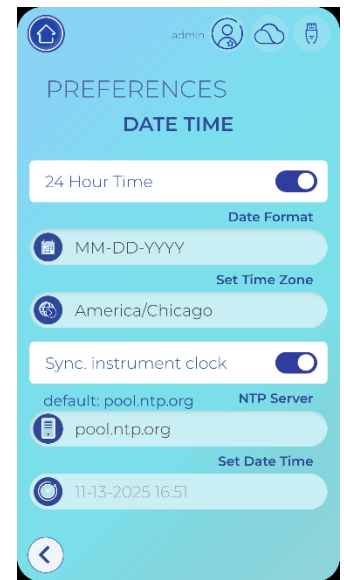 admin
PREFERENCES
DATE TIME
24 Hour Time
Date Format
MM-DD-YYYY
Set Time Zone
America/Chicago
Sync. instrument clock
default: pool.ntp.org NTP Server
pool.ntp.org
Set Date Time
11-13-2025 16:51